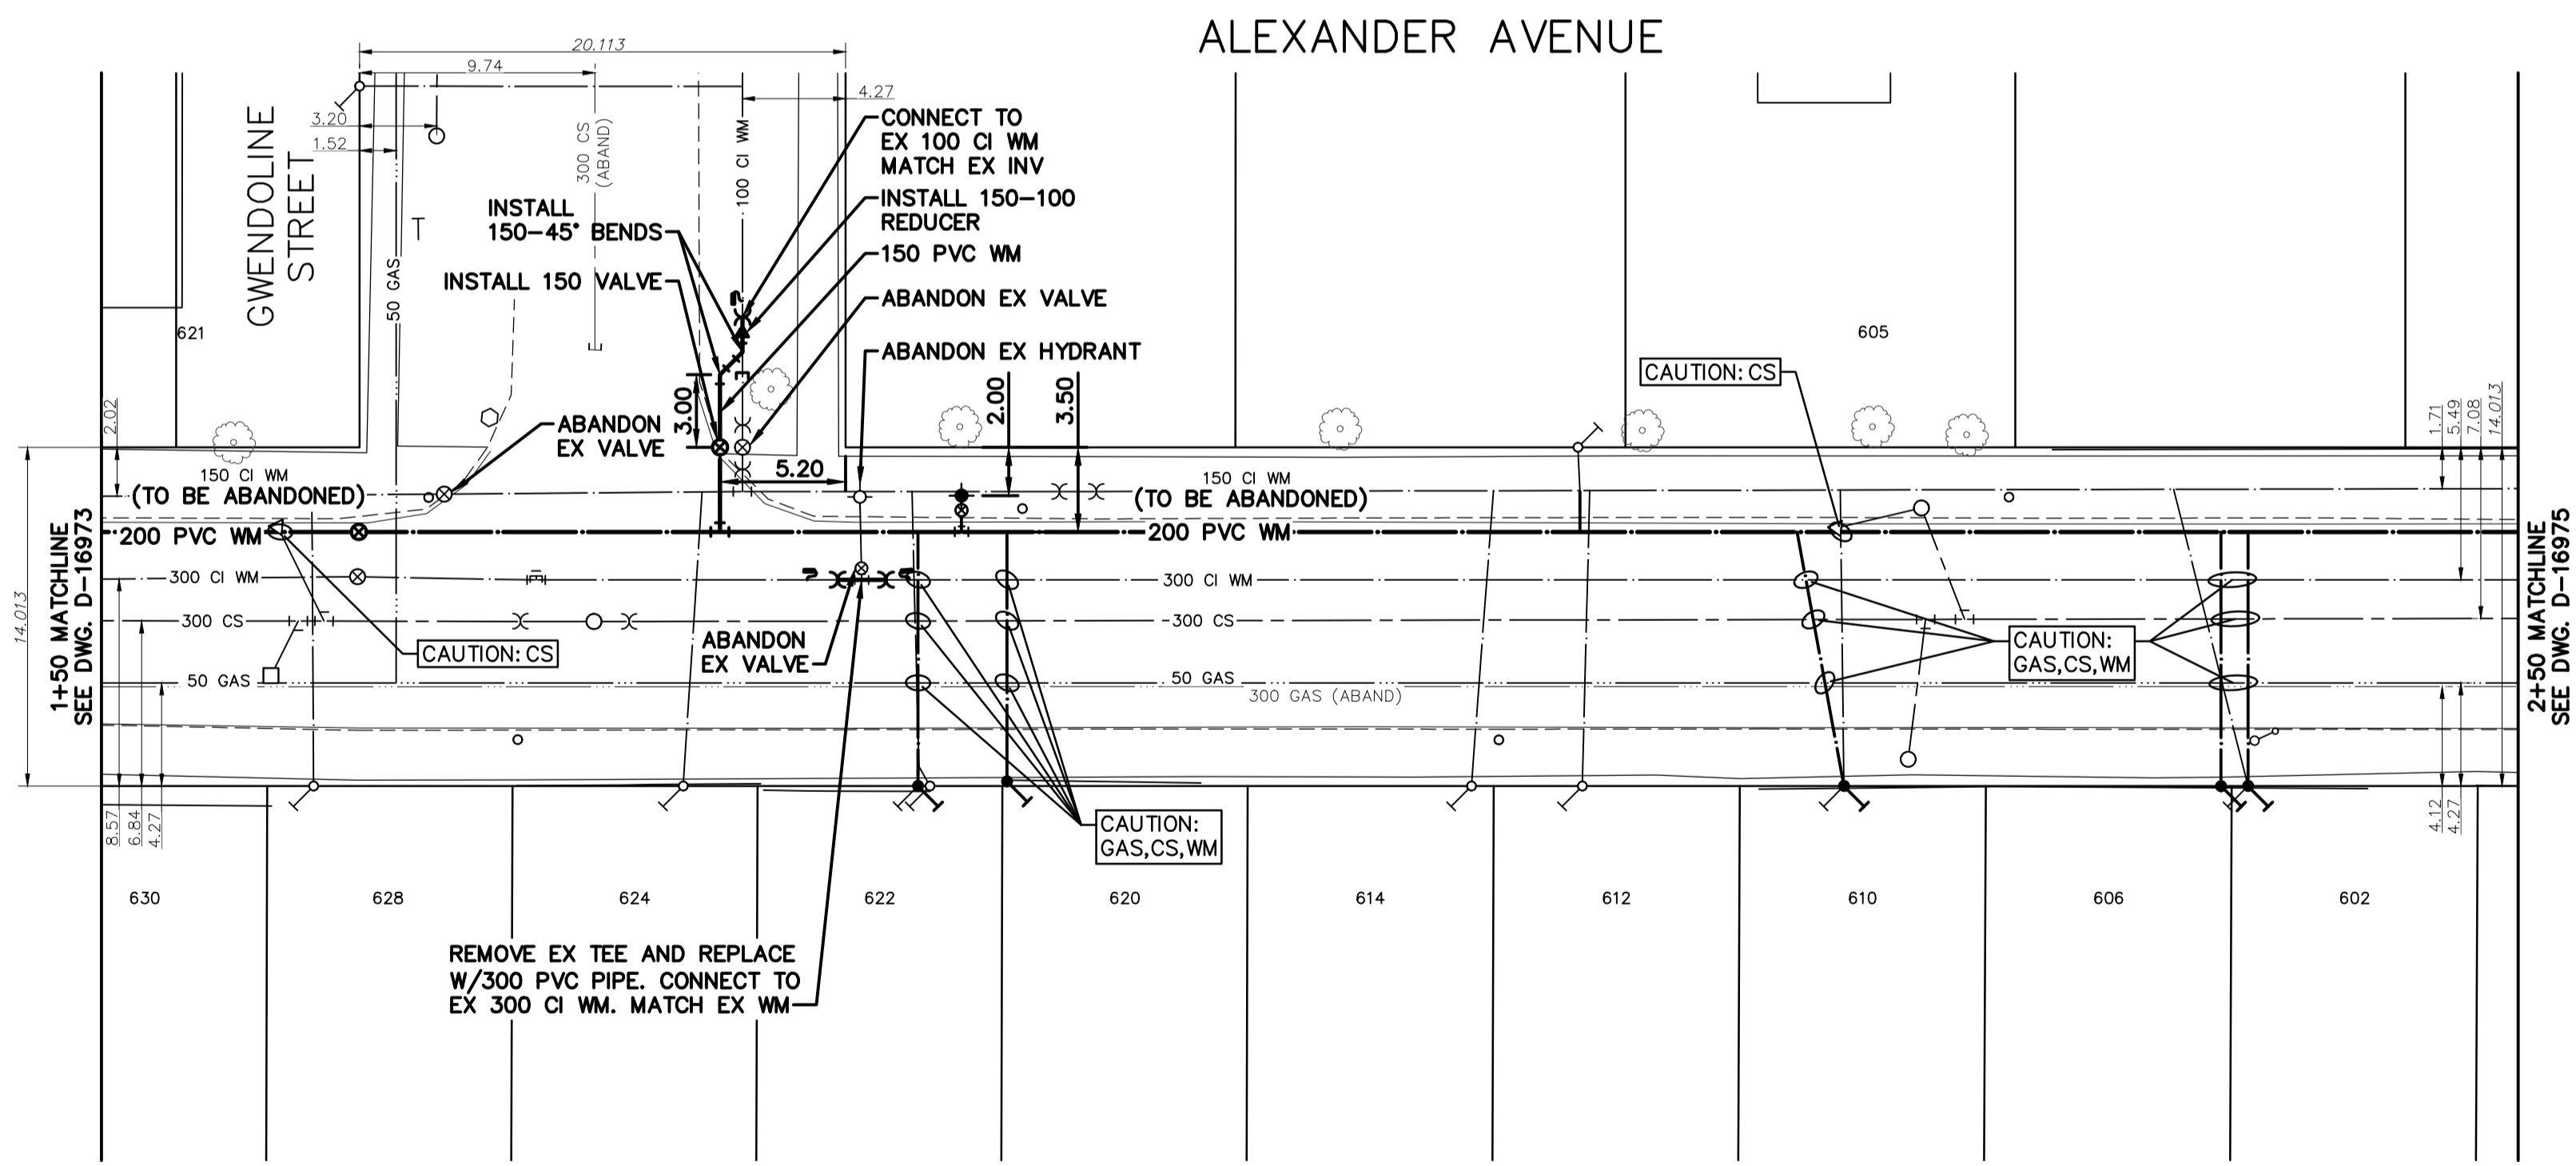 ALEXANDER AVENUE
20.113
9.74
4.27
3.20
1.52
GWENDOLINE
STREET
300 CS
(ABAND)
100 CI WM
50 GAS
CONNECT TO
EX 100 CI WM
MATCH EX INV
INSTALL 150-100
REDUCER
150 PVC WM
ABANDON EX VALVE
ABANDON EX HYDRANT
INSTALL
150-45° BENDS
INSTALL 150 VALVE
T
621
605
CAUTION: CS
2.02
3.00
2.00
3.50
1.71
5.49
7.08
14.013
ABANDON
EX VALVE
5.20
150 CI WM
(TO BE ABANDONED)
150 CI WM
(TO BE ABANDONED)
200 PVC WM
200 PVC WM
300 CI WM
300 CI WM
300 CS
300 CS
CAUTION: CS
ABANDON
EX VALVE
CAUTION:
GAS,CS,WM
50 GAS
50 GAS
300 GAS (ABAND)
14.013
1+50 MATCHLINE
SEE DWG. D-16973
2+50 MATCHLINE
SEE DWG. D-16975
8.57
6.84
4.27
4.12
4.27
CAUTION:
GAS,CS,WM
630
628
624
622
620
614
612
610
606
602
REMOVE EX TEE AND REPLACE
W/300 PVC PIPE. CONNECT TO
EX 300 CI WM. MATCH EX WM